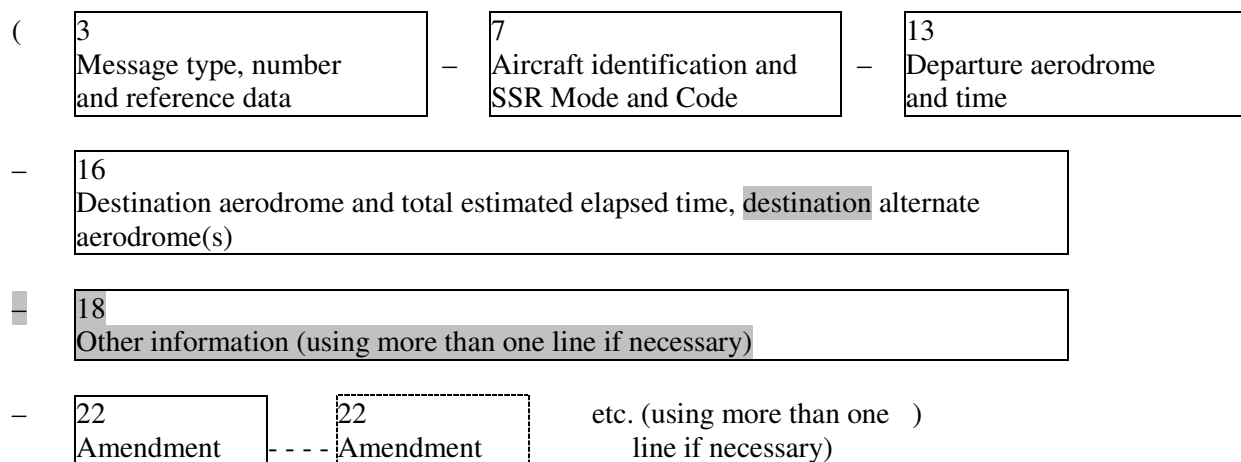 ( 3 7 13
Message type, number – Aircraft identification and – Departure aerodrome
and reference data SSR Mode and Code and time
– 16
Destination aerodrome and total estimated elapsed time, destination alternate
aerodrome(s)
– 18
Other information (using more than one line if necessary)
– 22 22 etc. (using more than one )
Amendment - - - - Amendment line if necessary)